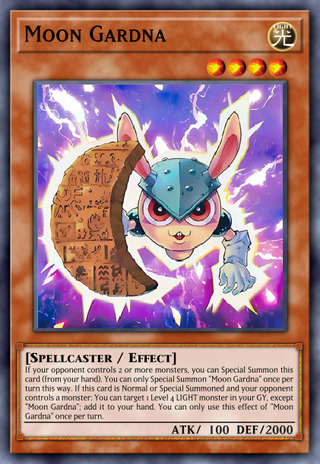 Moon Gardna
LIGHT
光
[Spellcaster / Effect]
If your opponent controls 2 or more monsters, you can Special Summon this
card (from your hand). You can only Special Summon "Moon Gardna" once per
turn this way. If this card is Normal or Special Summoned and your opponent
controls a monster: You can target 1 Level 4 LIGHT monster in your GY, except
"Moon Gardna"; add it to your hand. You can only use this effect of "Moon
Gardna" once per turn.
ATK/ 100 DEF/2000